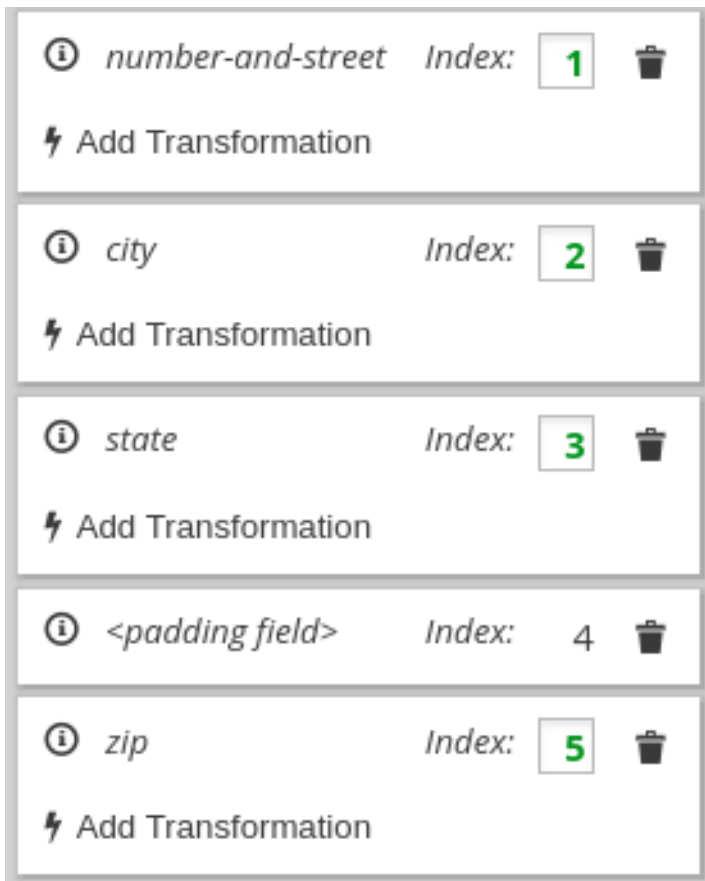 number-and-street Index: 1
Add Transformation
city Index: 2
Add Transformation
state Index: 3
Add Transformation
<padding field> Index: 4
zip Index: 5
Add Transformation